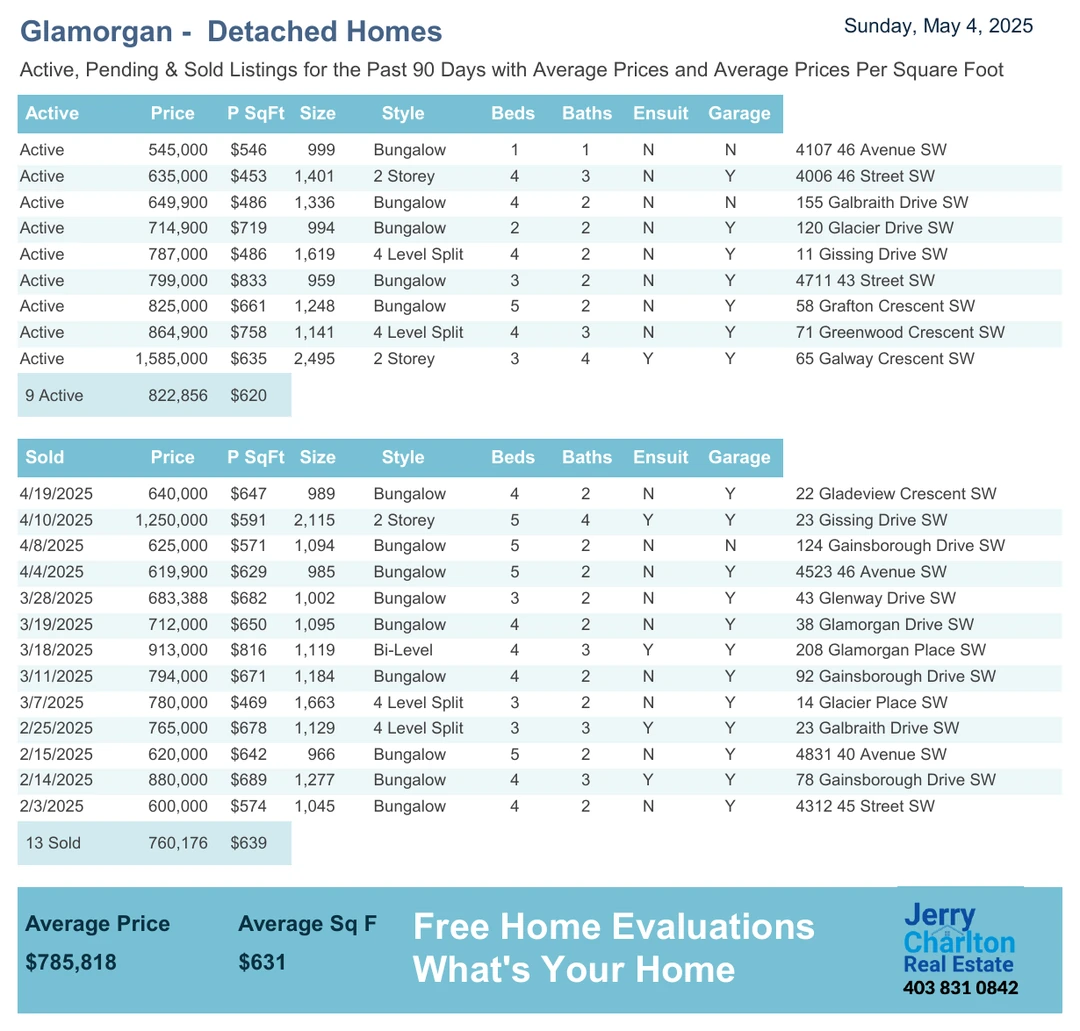 Glamorgan - Detached Homes
Sunday, May 4, 2025
Active, Pending & Sold Listings for the Past 90 Days with Average Prices and Average Prices Per Square Foot
Active Price P SqFt Size Style Beds Baths Ensuit Garage
Active 545,000 $546 999 Bungalow 1 1 N N 4107 46 Avenue SW
Active 635,000 $453 1,401 2 Storey 4 3 N Y 4006 46 Street SW
Active 649,900 $486 1,336 Bungalow 4 2 N N 155 Galbraith Drive SW
Active 714,900 $719 994 Bungalow 2 2 N Y 120 Glacier Drive SW
Active 787,000 $486 1,619 4 Level Split 4 2 N Y 11 Gissing Drive SW
Active 799,000 $833 959 Bungalow 3 2 N Y 4711 43 Street SW
Active 825,000 $661 1,248 Bungalow 5 2 N Y 58 Grafton Crescent SW
Active 864,900 $758 1,141 4 Level Split 4 3 N Y 71 Greenwood Crescent SW
Active 1,585,000 $635 2,495 2 Storey 3 4 Y Y 65 Galway Crescent SW
9 Active 822,856 $620
Sold Price P SqFt Size Style Beds Baths Ensuit Garage
4/19/2025 640,000 $647 989 Bungalow 4 2 N Y 22 Gladeview Crescent SW
4/10/2025 1,250,000 $591 2,115 2 Storey 5 4 Y Y 23 Gissing Drive SW
4/8/2025 625,000 $571 1,094 Bungalow 5 2 N N 124 Gainsborough Drive SW
4/4/2025 619,900 $629 985 Bungalow 5 2 N Y 4523 46 Avenue SW
3/28/2025 683,388 $682 1,002 Bungalow 3 2 N Y 43 Glenway Drive SW
3/19/2025 712,000 $650 1,095 Bungalow 4 2 N Y 38 Glamorgan Drive SW
3/18/2025 913,000 $816 1,119 Bi-Level 4 3 Y Y 208 Glamorgan Place SW
3/11/2025 794,000 $671 1,184 Bungalow 4 2 N Y 92 Gainsborough Drive SW
3/7/2025 780,000 $469 1,663 4 Level Split 3 2 N Y 14 Glacier Place SW
2/25/2025 765,000 $678 1,129 4 Level Split 3 3 Y Y 23 Galbraith Drive SW
2/15/2025 620,000 $642 966 Bungalow 5 2 N Y 4831 40 Avenue SW
2/14/2025 880,000 $689 1,277 Bungalow 4 3 Y Y 78 Gainsborough Drive SW
2/3/2025 600,000 $574 1,045 Bungalow 4 2 N Y 4312 45 Street SW
13 Sold 760,176 $639
Average Price Average Sq F
$785,818 $631
Free Home Evaluations
What's Your Home
Jerry
Charlton
Real Estate
403 831 0842